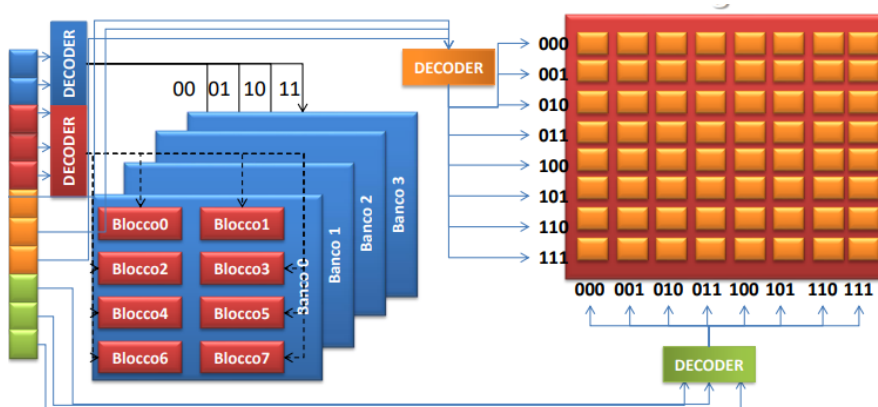 DECODER
DECODER
00 01 10 11
Banco 3
Banco 2
Banco 1
Banco 0
Blocco0 Blocco1
Blocco2 Blocco3
Blocco4 Blocco5
Blocco6 Blocco7
DECODER
000
001
010
011
100
101
110
111
000 001 010 011 100 101 110 111
DECODER